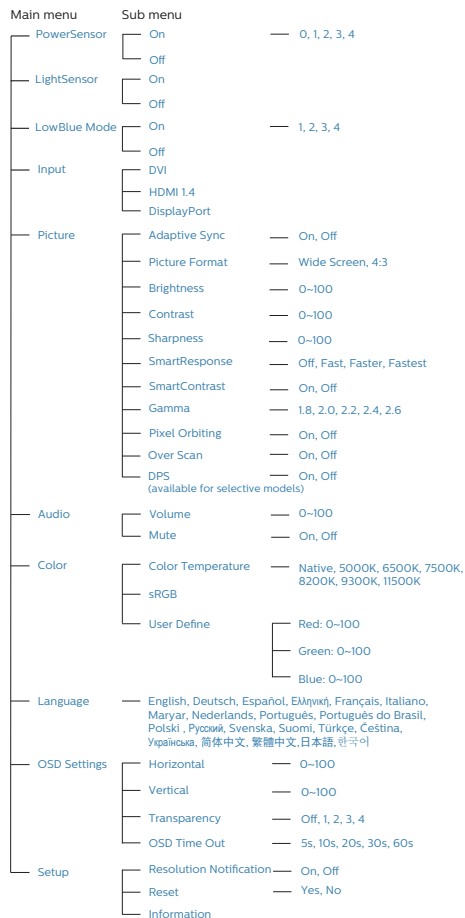 Main menu Sub menu
PowerSensor On 0, 1, 2, 3, 4
Off
LightSensor On
Off
LowBlue Mode On 1, 2, 3, 4
Off
Input DVI
HDMI 1.4
DisplayPort
Picture Adaptive Sync On, Off
Picture Format Wide Screen, 4:3
Brightness 0~100
Contrast 0~100
Sharpness 0~100
SmartResponse Off, Fast, Faster, Fastest
SmartContrast On, Off
Gamma 1.8, 2.0, 2.2, 2.4, 2.6
Pixel Orbiting On, Off
Over Scan On, Off
DPS On, Off
(available for selective models)
Audio Volume 0~100
Mute On, Off
Color Color Temperature Native, 5000K, 6500K, 7500K,
8200K, 9300K, 11500K
sRGB
User Define Red: 0~100
Green: 0~100
Blue: 0~100
Language English, Deutsch, Español, Ελληνική, Français, Italiano,
Maryar, Nederlands, Português, Português do Brasil,
Polski , Русский, Svenska, Suomi, Türkçe, Čeština,
Українська, 简体中文, 繁體中文,日本語,한국어
OSD Settings Horizontal 0~100
Vertical 0~100
Transparency Off, 1, 2, 3, 4
OSD Time Out 5s, 10s, 20s, 30s, 60s
Setup Resolution Notification On, Off
Reset Yes, No
Information